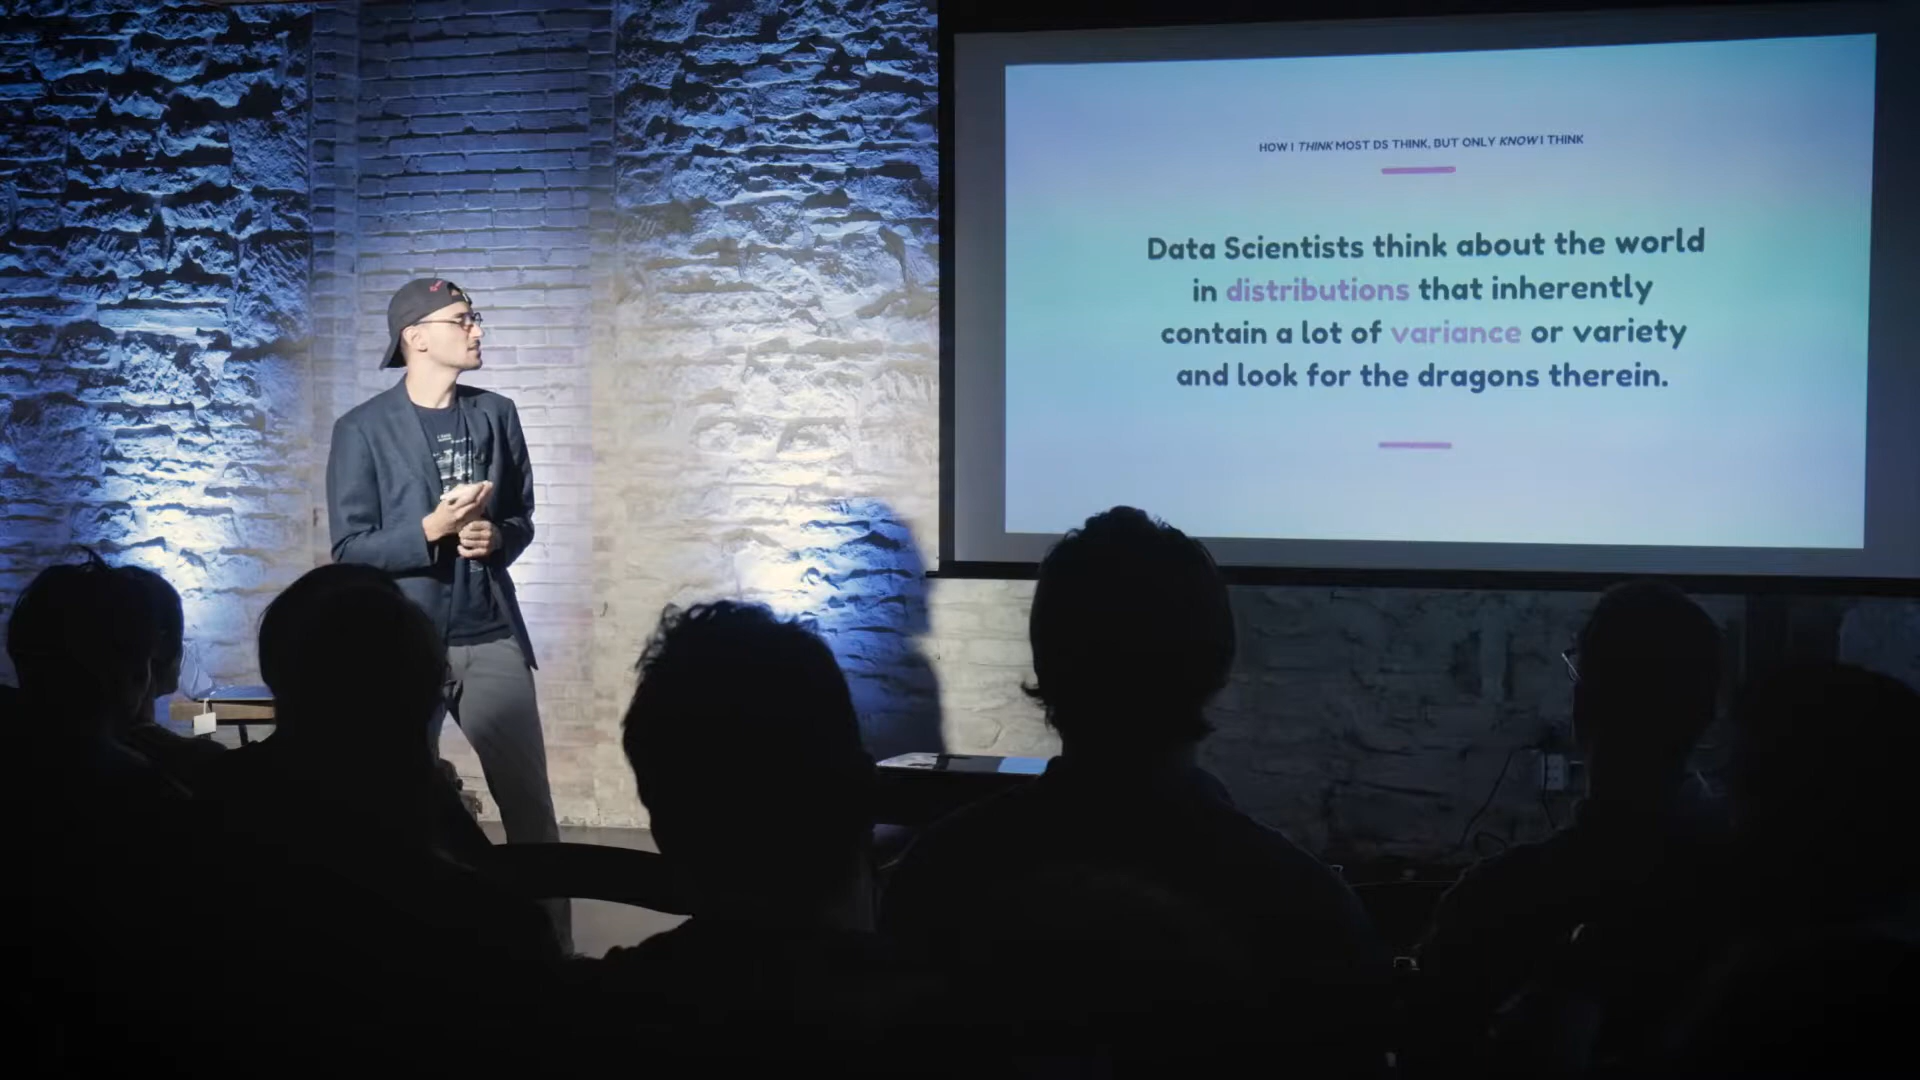 HOW I THINK MOST DS THINK, BUT ONLY KNOW I THINK
Data Scientists think about the world
in distributions that inherently
contain a lot of variance or variety
and look for the dragons therein.